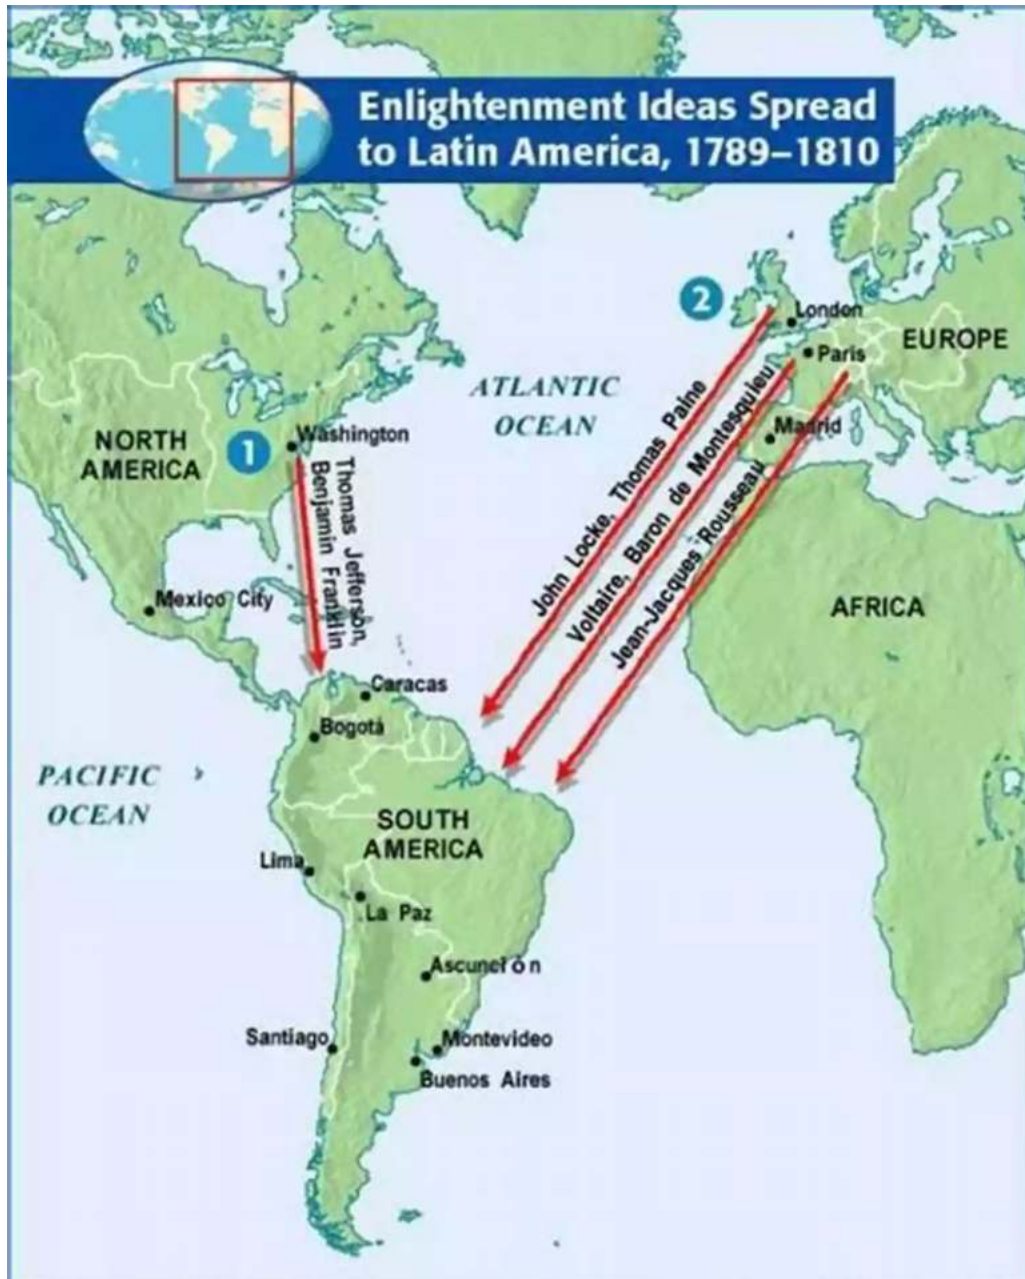 Enlightenment Ideas Spread
to Latin America, 1789–1810
2
London
EUROPE
Paris
ATLANTIC
OCEAN
Madrid
NORTH
AMERICA
1
Washington
Thomas Jefferson,
Benjamin Franklin
John Locke, Thomas Paine
Voltaire, Baron de Montesquieu
Jean-Jacques Rousseau
Mexico City
AFRICA
Caracas
Bogotá
PACIFIC
OCEAN
SOUTH
AMERICA
Lima
La Paz
Ascunción
Santiago
Montevideo
Buenos Aires